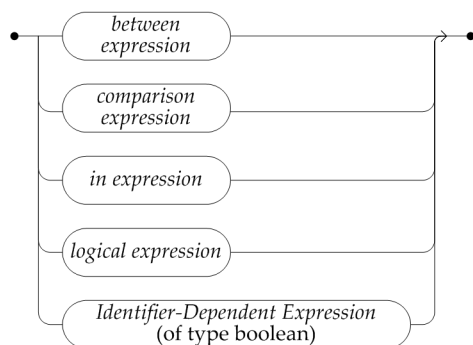 between
expression
comparison
expression
in expression
logical expression
Identifier-Dependent Expression
(of type boolean)